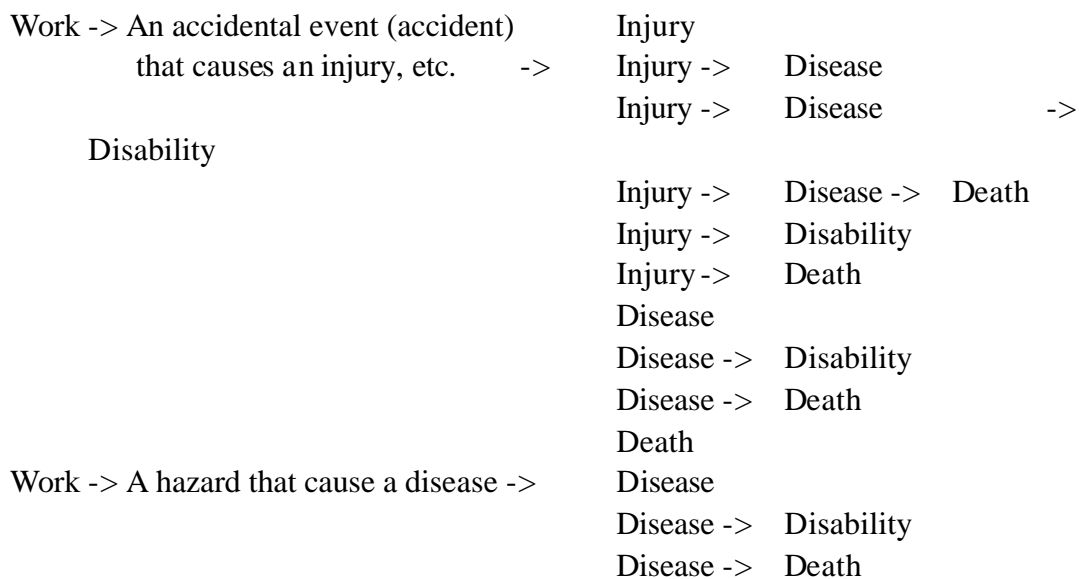 Work -> An accidental event (accident) Injury
that causes an injury, etc. -> Injury -> Disease
Injury -> Disease ->
Disability
Injury -> Disease -> Death
Injury -> Disability
Injury -> Death
Disease
Disease -> Disability
Disease -> Death
Death
Work -> A hazard that cause a disease -> Disease
Disease -> Disability
Disease -> Death